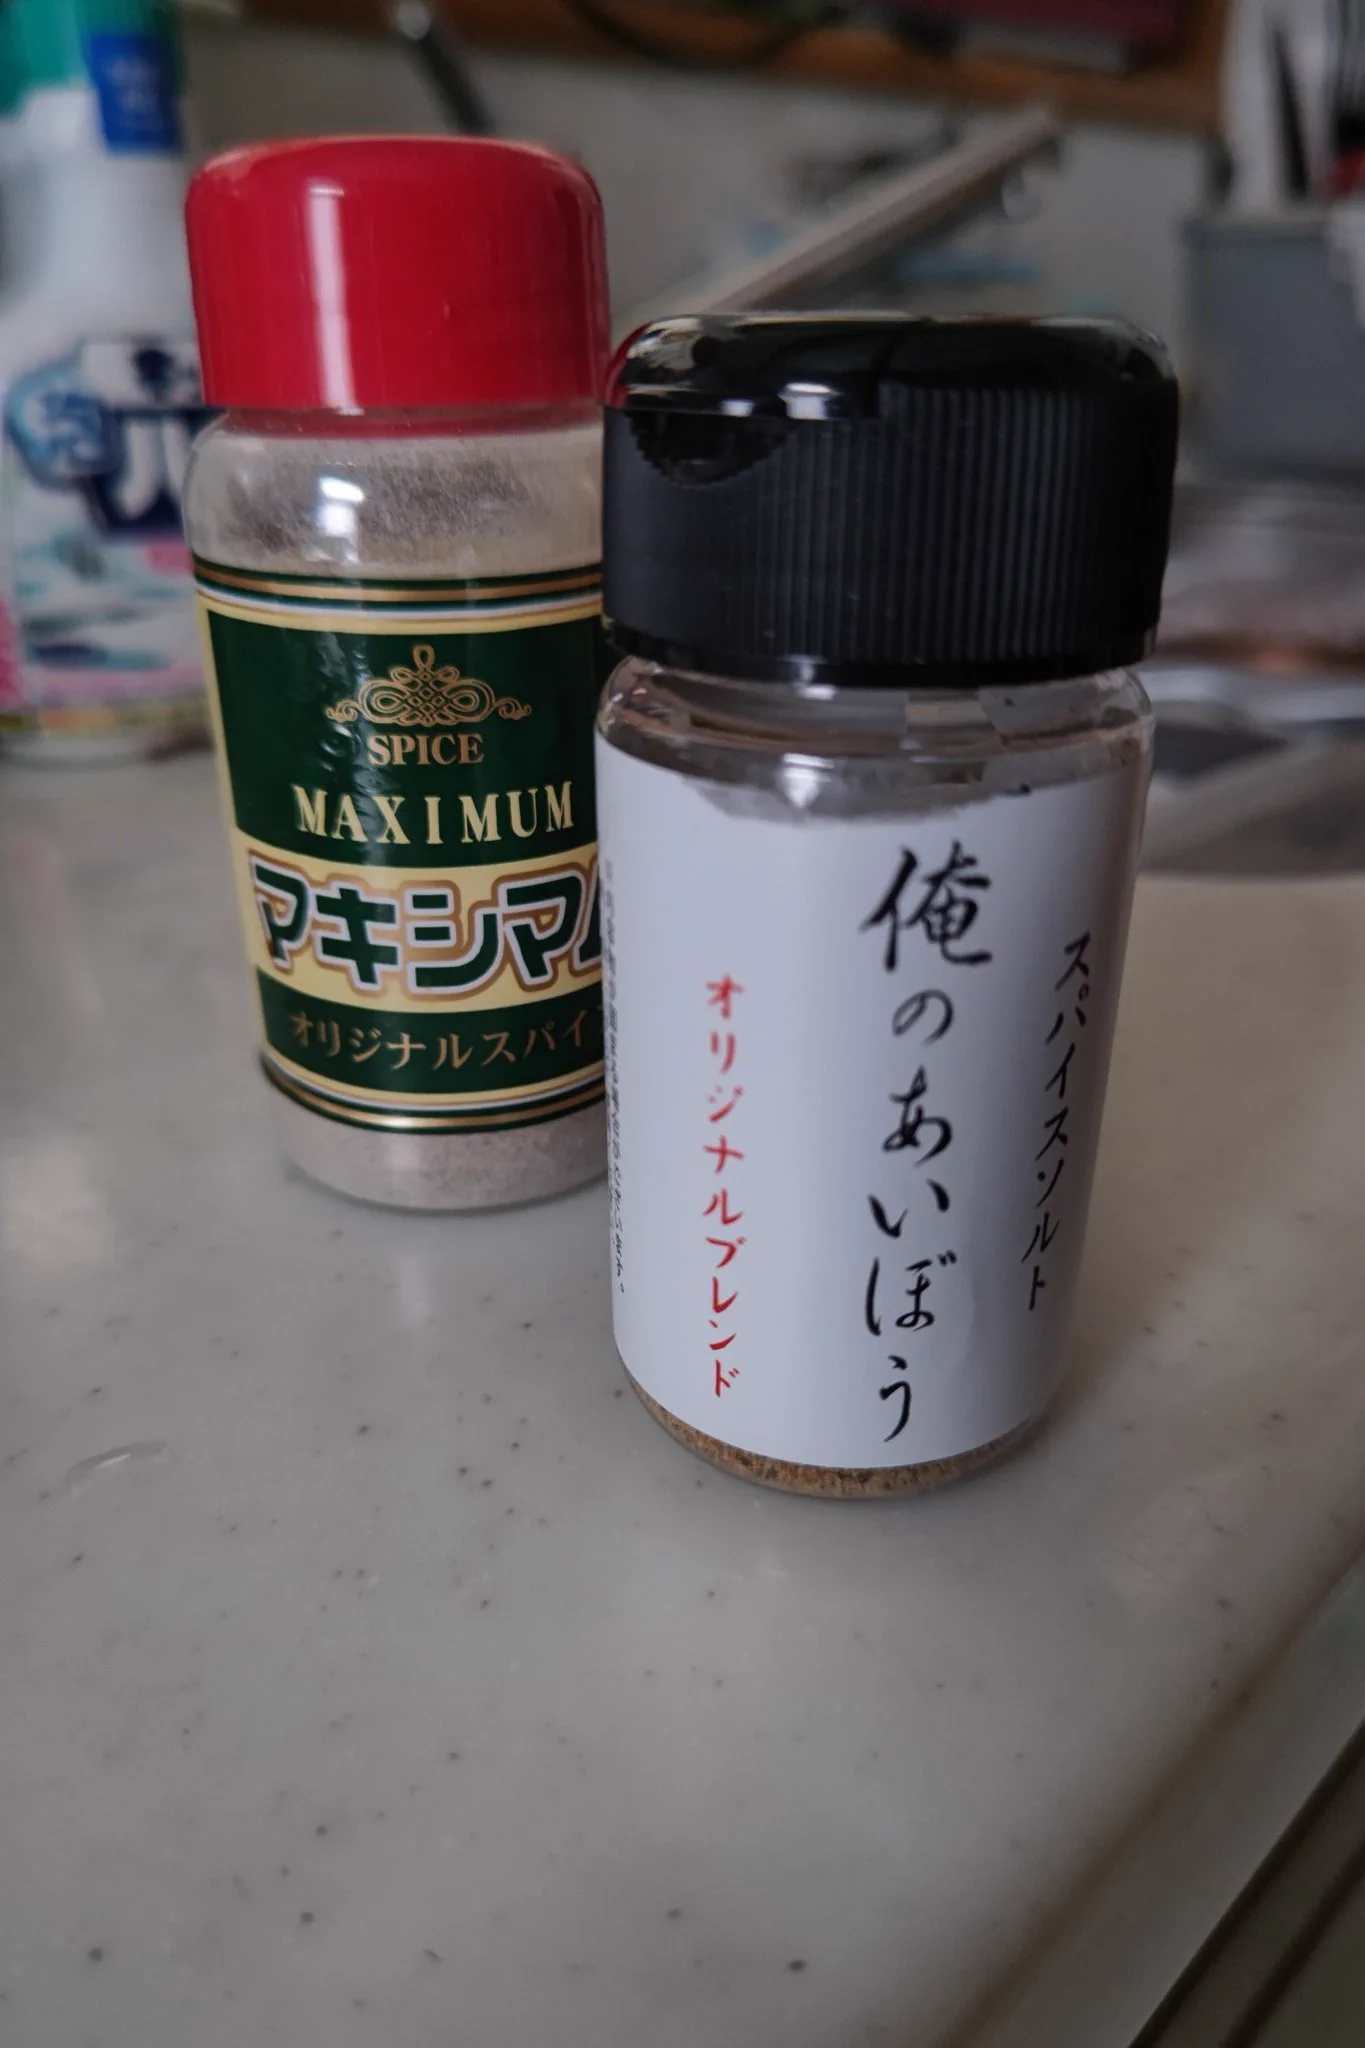 SPICE
MAXIMUM
マキシマム
オリジナルスパイ
スパイスソルト
俺のあいぼう
オリジナルブレンド